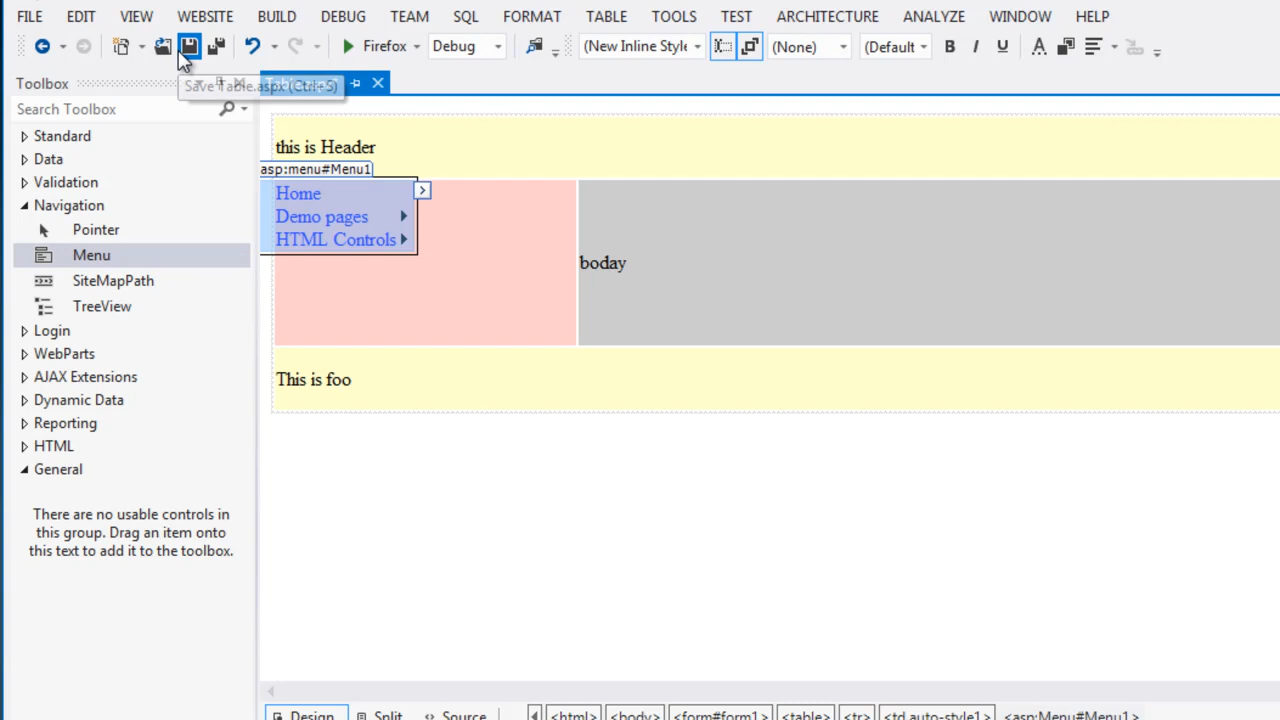 FILE EDIT VIEW WEBSITE BUILD DEBUG TEAM SQL FORMAT TABLE TOOLS TEST ARCHITECTURE ANALYZE WINDOW HELP
Firefox Debug (New Inline Style (None) (Default B I U A
Toolbox
Save Table.aspx (Ctrl+S)
Search Toolbox
Standard
Data
Validation
Navigation
Pointer
Menu
SiteMapPath
TreeView
Login
WebParts
AJAX Extensions
Dynamic Data
Reporting
HTML
General
There are no usable controls in
this group. Drag an item onto
this text to add it to the toolbox.
this is Header
asp:menu#Menu1
Home
Demo pages
HTML Controls
boday
This is foo
Design Split Source <html> <body> <form#form1> <table> <tr> <td.auto-style1> <asp:Menu#Menu1>